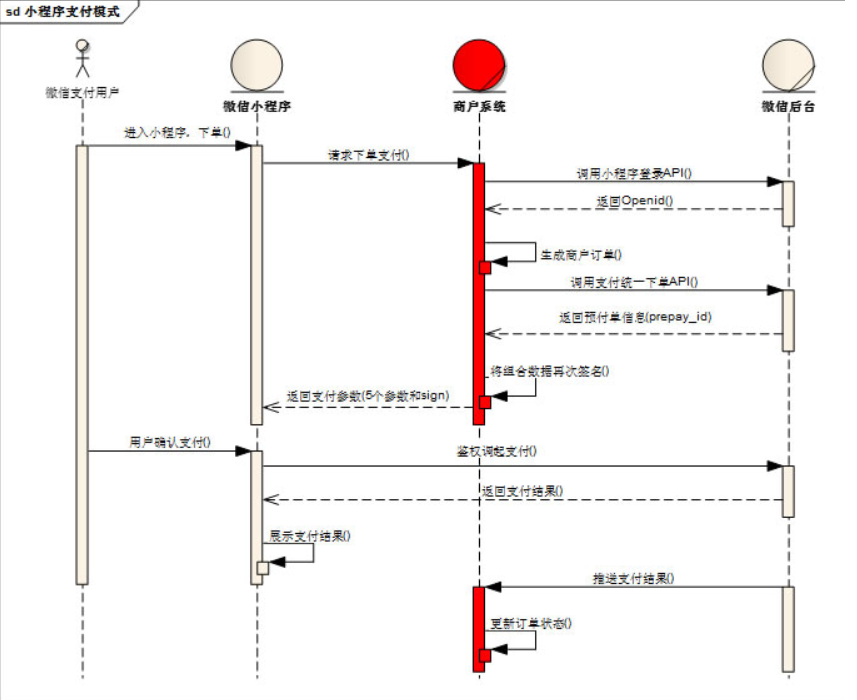 sd 小程序支付模式
微信支付用户
微信小程序
商户系统
微信后台
进入小程序，下单()
请求下单支付()
调用小程序登录API()
返回Openid()
生成商户订单()
调用支付统一下单API()
返回预付单信息(prepay_id)
将组合数据再次签名()
返回支付参数(5个参数和sign)
用户确认支付()
鉴权调起支付()
返回支付结果()
展示支付结果()
推送支付结果()
更新订单状态()